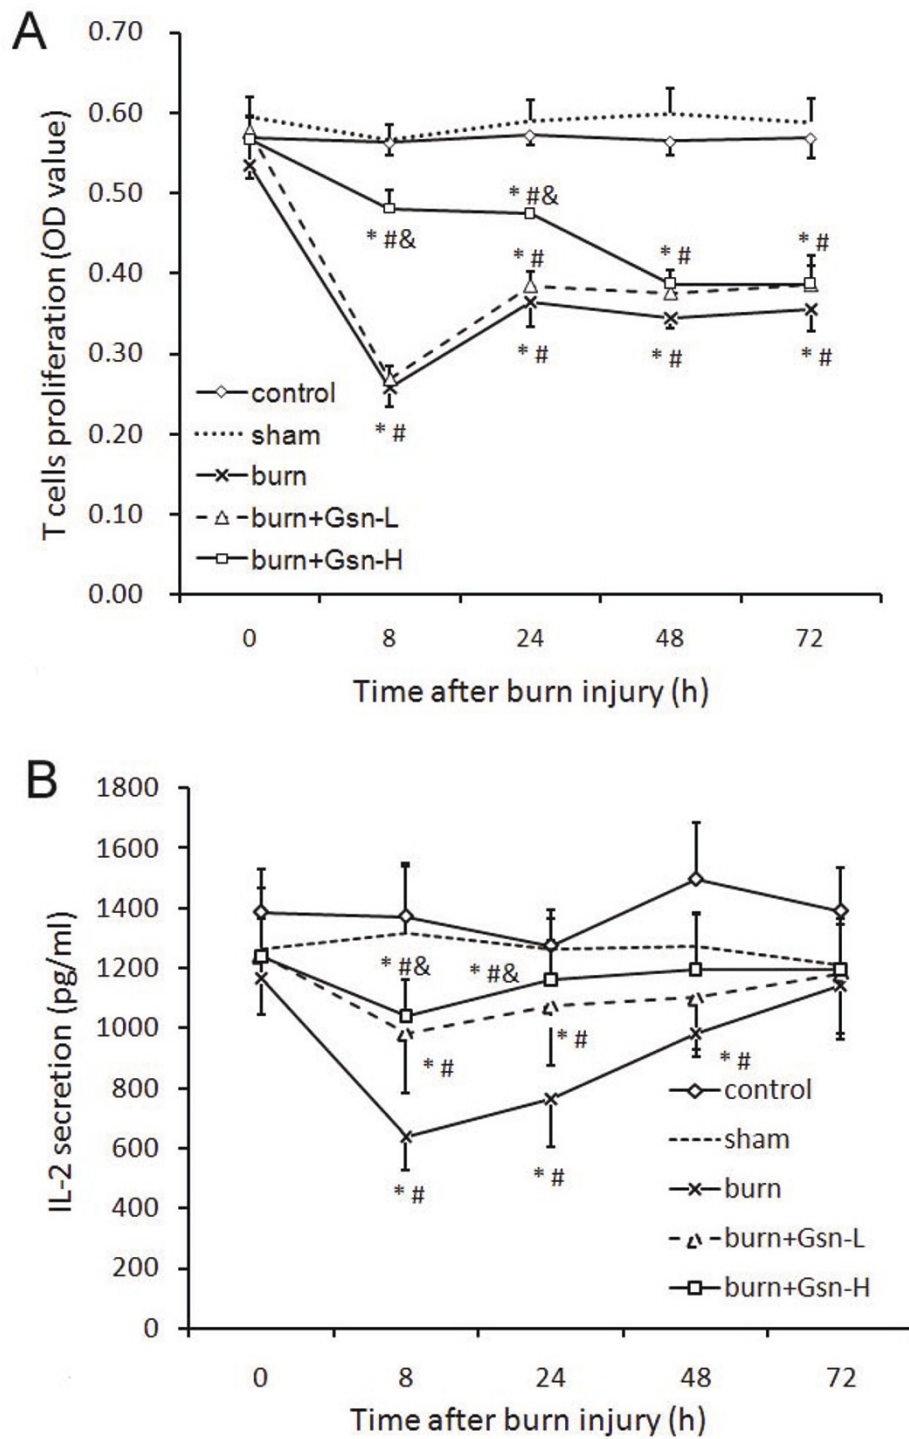 A
0.70
0.60
0.50
0.40
0.30
0.20
0.10
0.00
T cells proliferation (OD value)
* #&
* #&
* #
* #
* #
* #
* #
* #
* #
control
sham
burn
burn+Gsn-L
burn+Gsn-H
0 8 24 48 72
Time after burn injury (h)
B
1800
1600
1400
1200
1000
800
600
400
200
0
IL-2 secretion (pg/ml)
* #& * #&
* #
* #
* #
* #
* #
control
sham
burn
burn+Gsn-L
burn+Gsn-H
0 8 24 48 72
Time after burn injury (h)